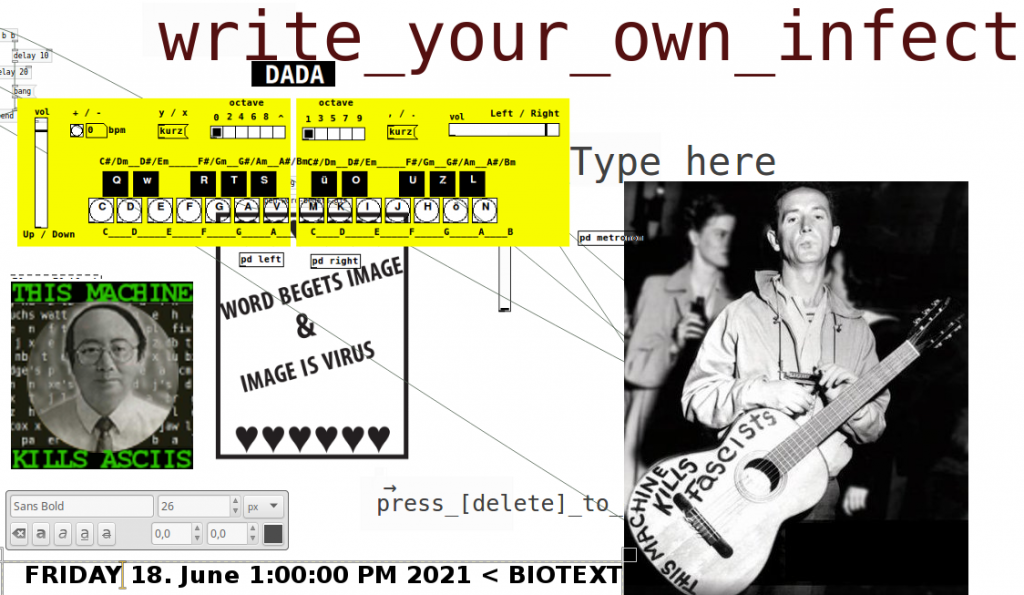 write_your_own_infect
DADA
b b
delay 10
elay 20
bang
end
vol
+ / -
0 bpm
y / x
kurz
octave
0 2 4 6 8 ^
octave
1 3 5 7 9
, / .
kurz
vol
Left / Right
C#/Dm__D#/Em_____F#/Gm__G#/Am__A#/Bm
C#/Dm__D#/Em_____F#/Gm__G#/Am__A#/Bm
Q w R T S ü O U Z L
C D E F G A V M K I J H ö N
Up / Down
C____D____E____F_____G____A
C____D____E____F____G____A____B
Type here
pd metronom
pd left
pd right
WORD BEGETS IMAGE
&
IMAGE IS VIRUS
♥♥♥♥♥♥
THIS MACHINE
KILLS ASCIIS
THIS MACHINE
KILLS
Fascists
→
press_[delete]_to_
Sans Bold
26
px
a a a a
0,0
0,0
FRIDAY 18. June 1:00:00 PM 2021 < BIOTEXT